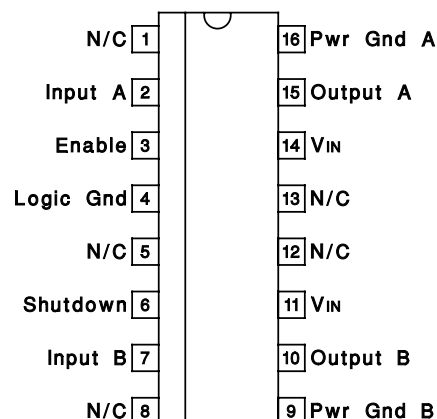 N/C 1 16 Pwr Gnd A
Input A 2 15 Output A
Enable 3 14 VIN
Logic Gnd 4 13 N/C
N/C 5 12 N/C
Shutdown 6 11 VIN
Input B 7 10 Output B
N/C 8 9 Pwr Gnd B